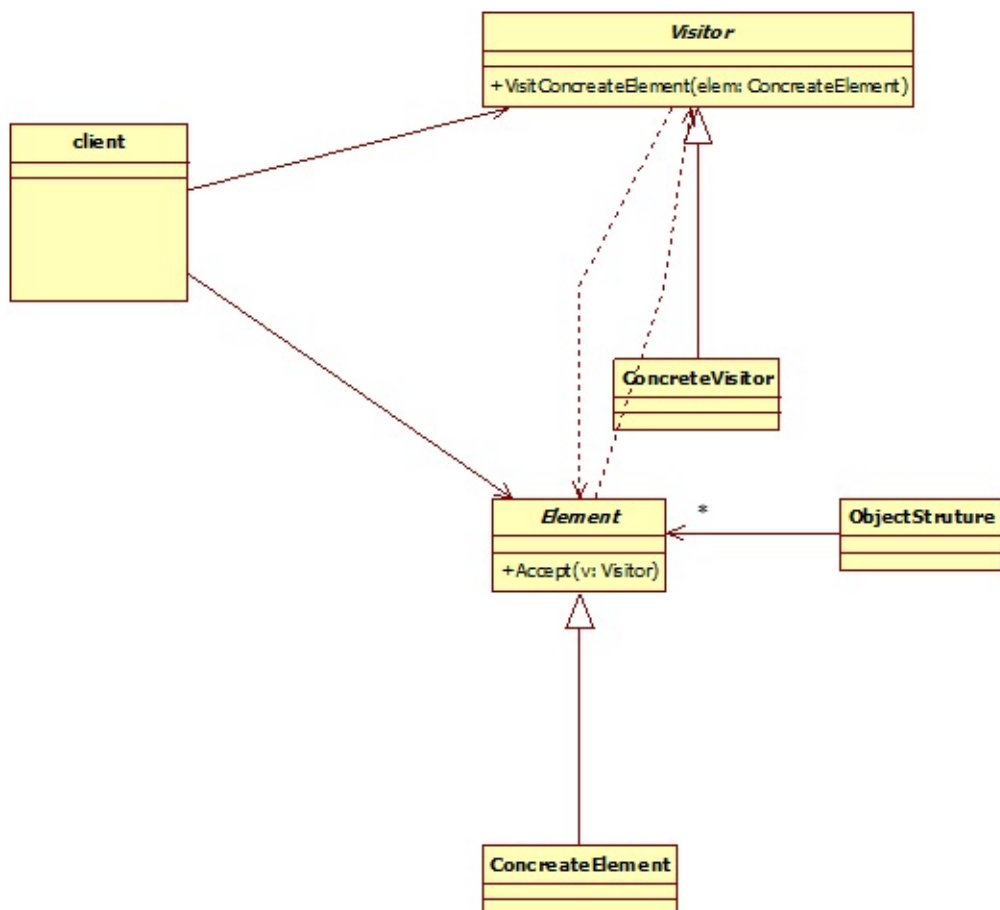 Visitor
+VisitConcreateElement(elem: ConcreateElement)
client
ConcreteVisitor
Element
+Accept(v: Visitor)
*
ObjectStruture
ConcreateElement